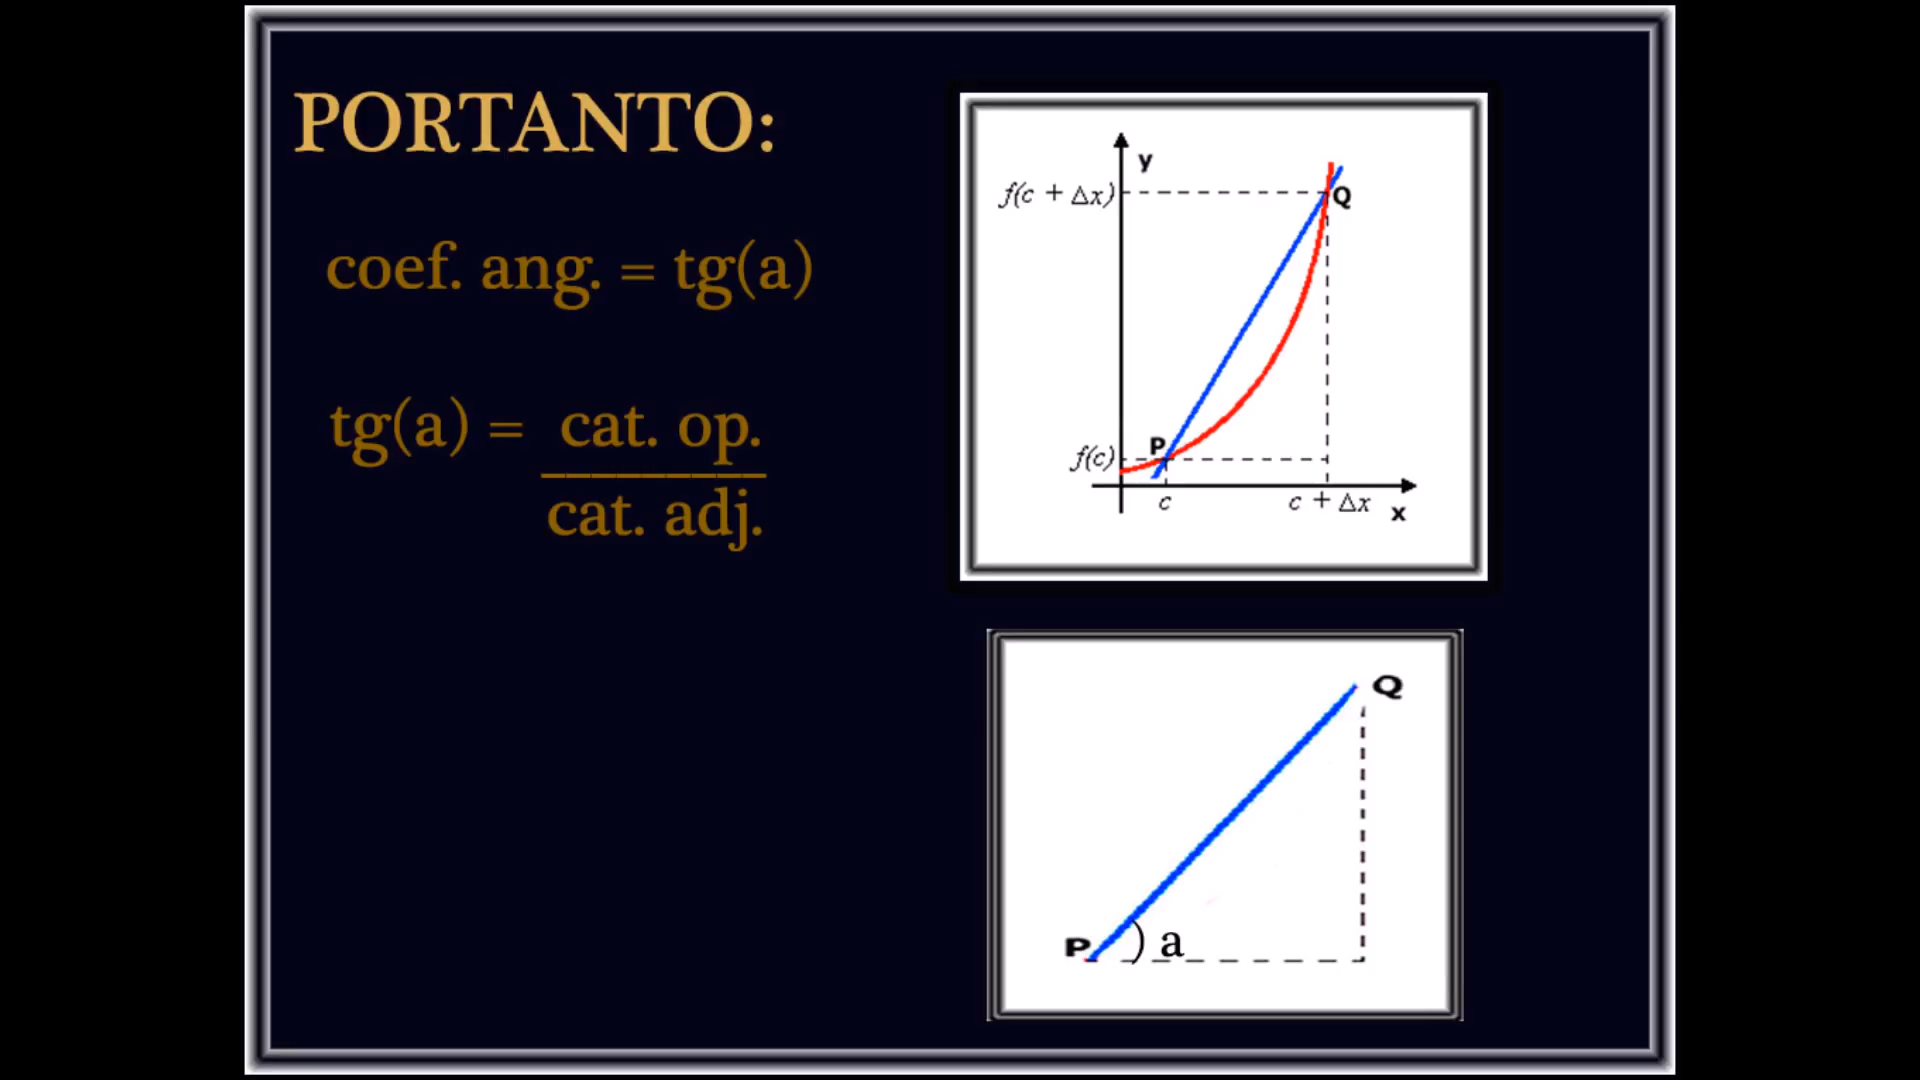 PORTANTO:
coef. ang. = tg(a)
tg(a) = cat. op.
cat. adj.
y
f(c + Δx)
Q
P
f(c)
c
c + Δx
x
Q
P
a